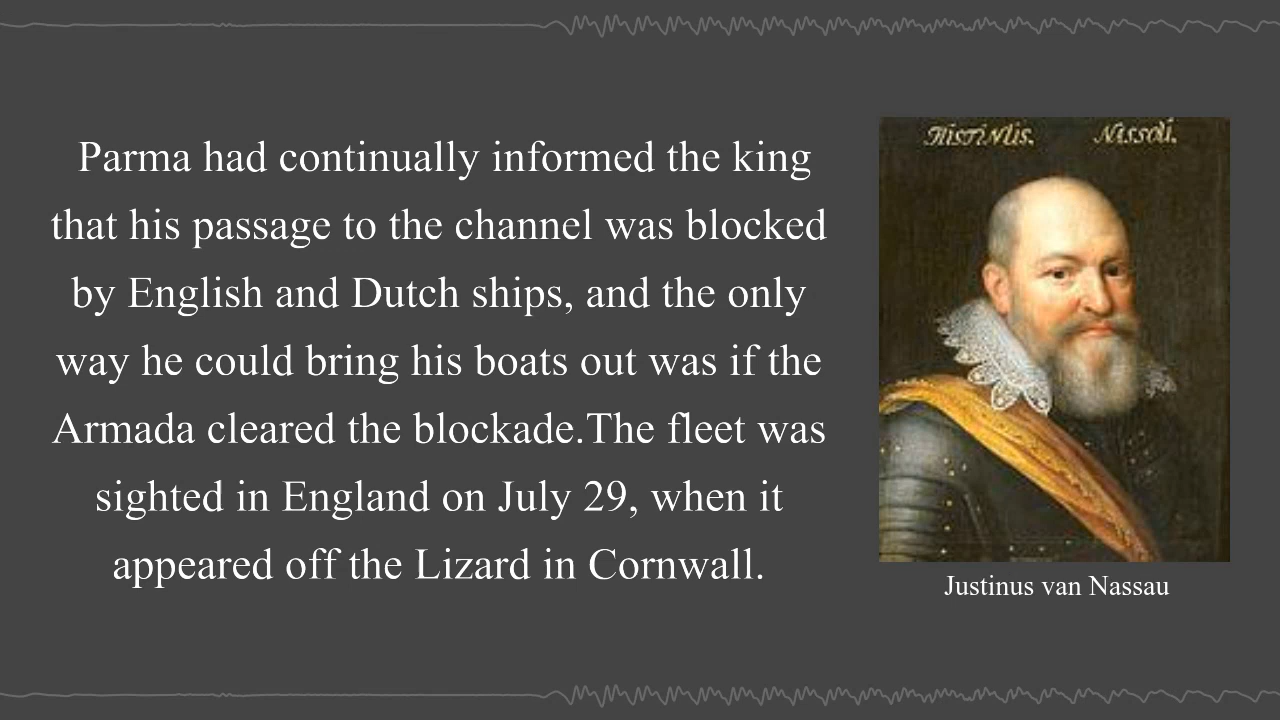 Parma had continually informed the king
that his passage to the channel was blocked
by English and Dutch ships, and the only
way he could bring his boats out was if the
Armada cleared the blockade.The fleet was
sighted in England on July 29, when it
appeared off the Lizard in Cornwall.
Justinus van Nassau